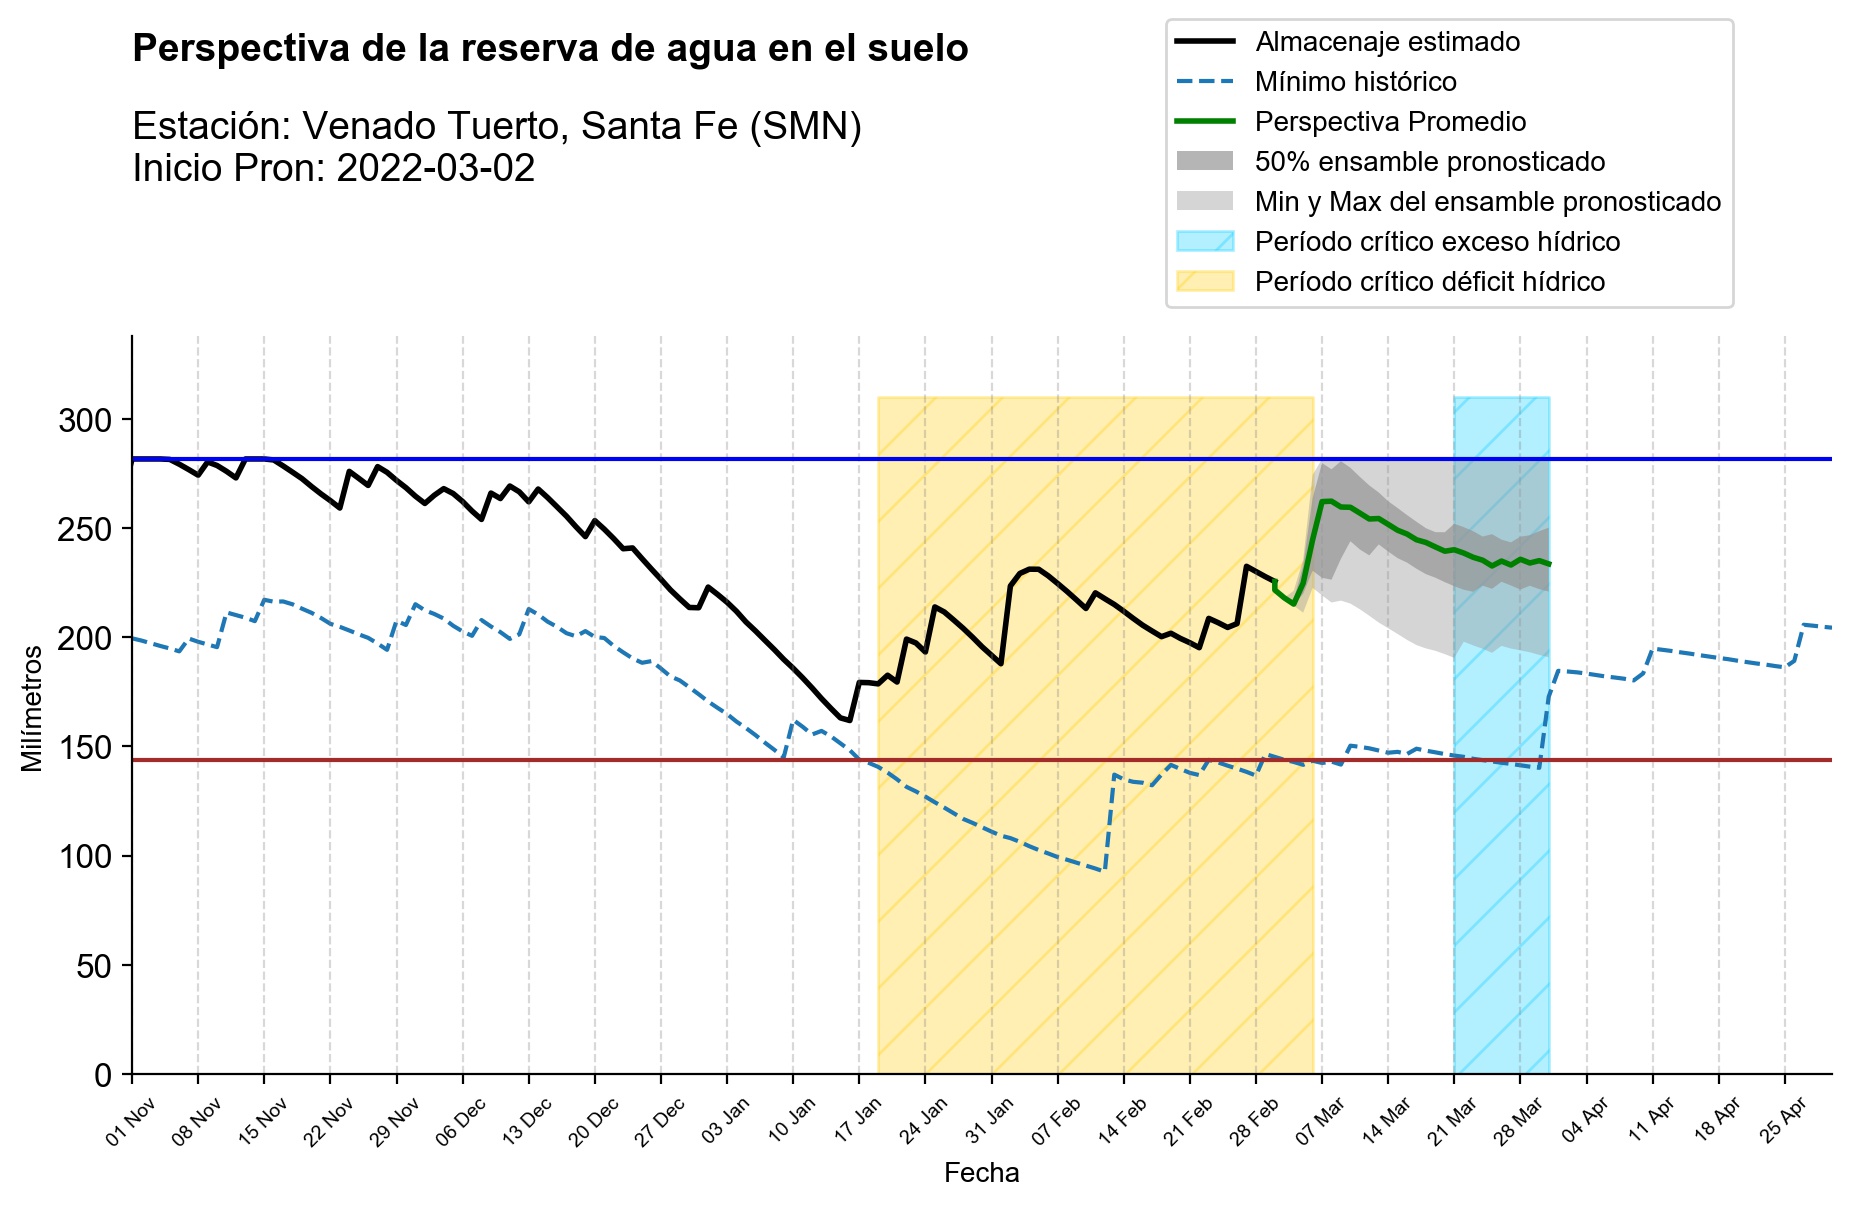 Perspectiva de la reserva de agua en el suelo
Estación: Venado Tuerto, Santa Fe (SMN)
Inicio Pron: 2022-03-02
Almacenaje estimado
Mínimo histórico
Perspectiva Promedio
50% ensamble pronosticado
Min y Max del ensamble pronosticado
Período crítico exceso hídrico
Período crítico déficit hídrico
Milímetros
300
250
200
150
100
50
0
01 Nov
08 Nov
15 Nov
22 Nov
29 Nov
06 Dec
13 Dec
20 Dec
27 Dec
03 Jan
10 Jan
17 Jan
24 Jan
31 Jan
07 Feb
14 Feb
21 Feb
28 Feb
07 Mar
14 Mar
21 Mar
28 Mar
04 Apr
11 Apr
18 Apr
25 Apr
Fecha